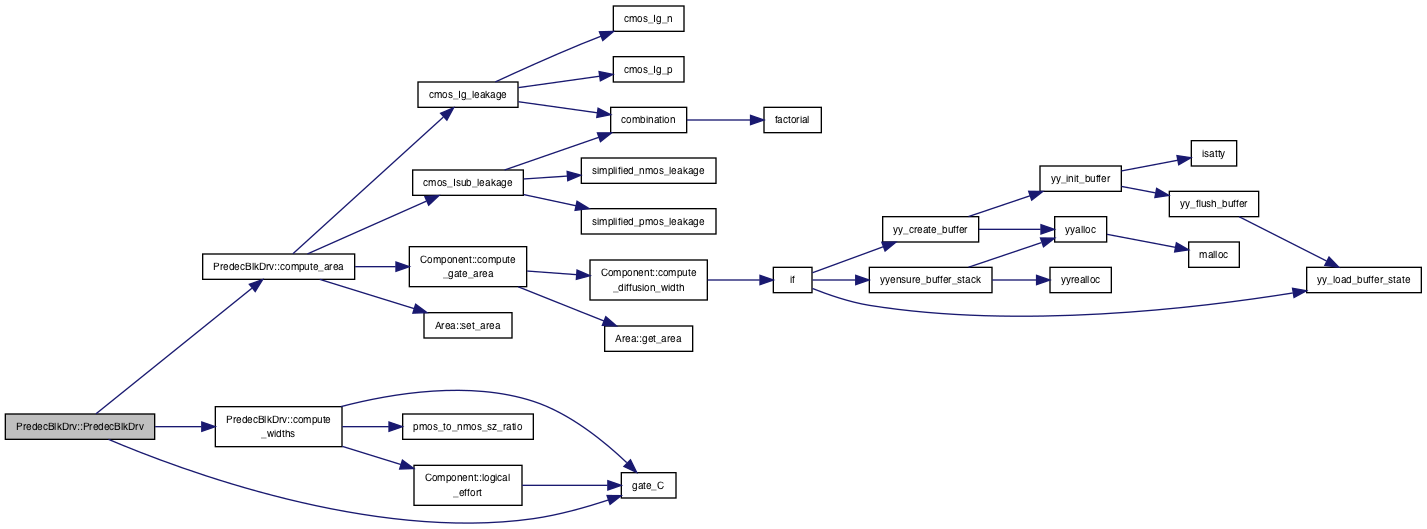 cmos_Ig_n
cmos_Ig_p
cmos_Ig_leakage
combination
factorial
simplified_nmos_leakage
cmos_Isub_leakage
simplified_pmos_leakage
isatty
yy_init_buffer
yy_flush_buffer
yy_create_buffer
yyalloc
malloc
PredecBlkDrv::compute_area
Component::compute
_gate_area
Component::compute
_diffusion_width
if
yyensure_buffer_stack
yyrealloc
yy_load_buffer_state
Area::set_area
Area::get_area
PredecBlkDrv::PredecBlkDrv
PredecBlkDrv::compute
_widths
pmos_to_nmos_sz_ratio
Component::logical
_effort
gate_C